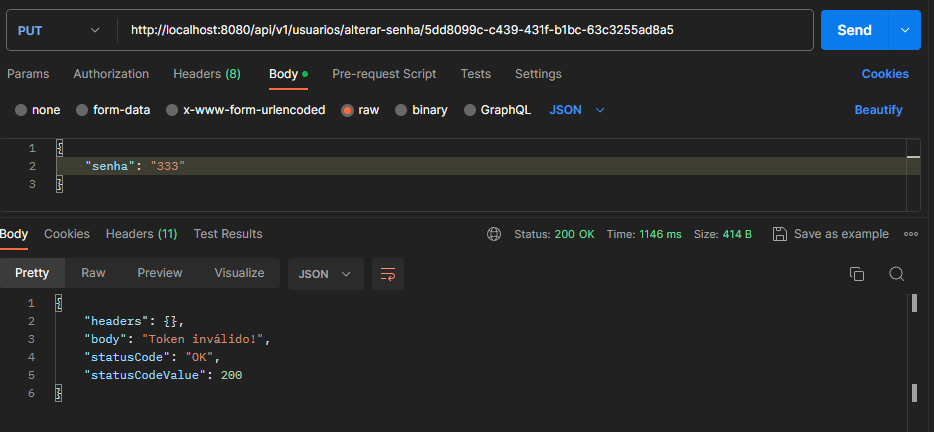 PUT http://localhost:8080/api/v1/usuarios/alterar-senha/5dd8099c-c439-431f-b1bc-63c3255ad8a5 Send
Params Authorization Headers (8) Body Pre-request Script Tests Settings Cookies
none form-data x-www-form-urlencoded raw binary GraphQL JSON Beautify
1 {
2 "senha": "333"
3 }
Body Cookies Headers (11) Test Results Status: 200 OK Time: 1146 ms Size: 414 B Save as example
Pretty Raw Preview Visualize JSON
1 {
2 "headers": {},
3 "body": "Token inválido!",
4 "statusCode": "OK",
5 "statusCodeValue": 200
6 }